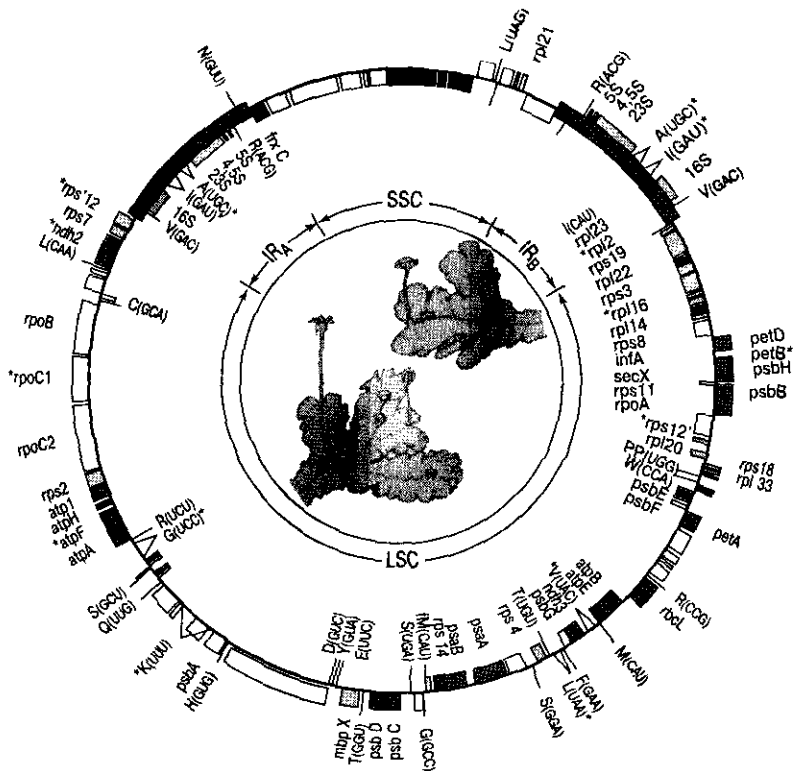 L(UAG)
rpl21
R(ACG)
5S
4.5S
23S
A(UGC)*
I(GAU)*
16S
V(GAC)
I(CAU)
rpl23
*rpl2
rps19
rpl22
rps3
*rpl16
rpl14
rps8
infA
secX
rps11
rpoA
petD
petB*
psbH
psbB
*rps12'
rpl20
PP(UGG)
W(CCA)
psbE
psbF
rps18
rpl 33
petA
R(CCG)
rbcL
M(CAU)
atpB
atpE
*V(UAC)
ndh3
psbG
T(UGU)
rps 4
F(GAA)
L(UAA)*
S(GGA)
psaA
psaB
rps 14
fM(CAU)
S(UGA)
G(GCC)
psb C
psb D
T(GGU)
mbp X
E(UUC)
Y(GUA)
D(GUC)
H(GUG)
psbA
*K(UUU)
Q(UUG)
S(GCU)
G(UCC)*
R(UCU)
atpA
*atpF
atpH
atp1
rps2
rpoC2
*rpoC1
rpoB
C(GCA)
L(CAA)
*ndh2
rps7
*rps'12
V(GAC)
16S
I(GAU)
A(UGC)*
23S
4.5S
5S
R(ACG)
frx C
N(GUU)
SSC
IRA
IRB
LSC